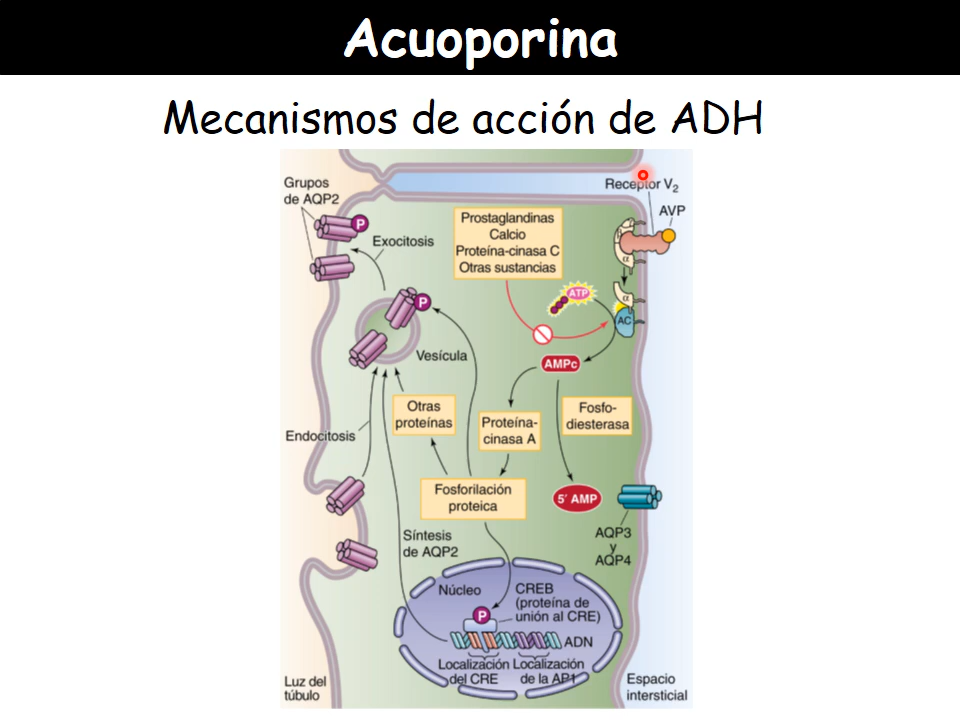 Acuoporina
Mecanismos de acción de ADH
Grupos
de AQP2
P
Exocitosis
Prostaglandinas
Calcio
Proteína-cinasa C
Otras sustancias
Receptor V2
AVP
β
α
α
AC
ATP
P
Vesícula
AMPc
Otras
proteínas
Proteína-
cinasa A
Fosfo-
diesterasa
Endocitosis
Fosforilación
proteica
5' AMP
AQP3
y
AQP4
Síntesis
de AQP2
Núcleo
CREB
(proteína de
unión al CRE)
P
ADN
Localización
del CRE
Localización
de la AP1
Luz del
túbulo
Espacio
intersticial